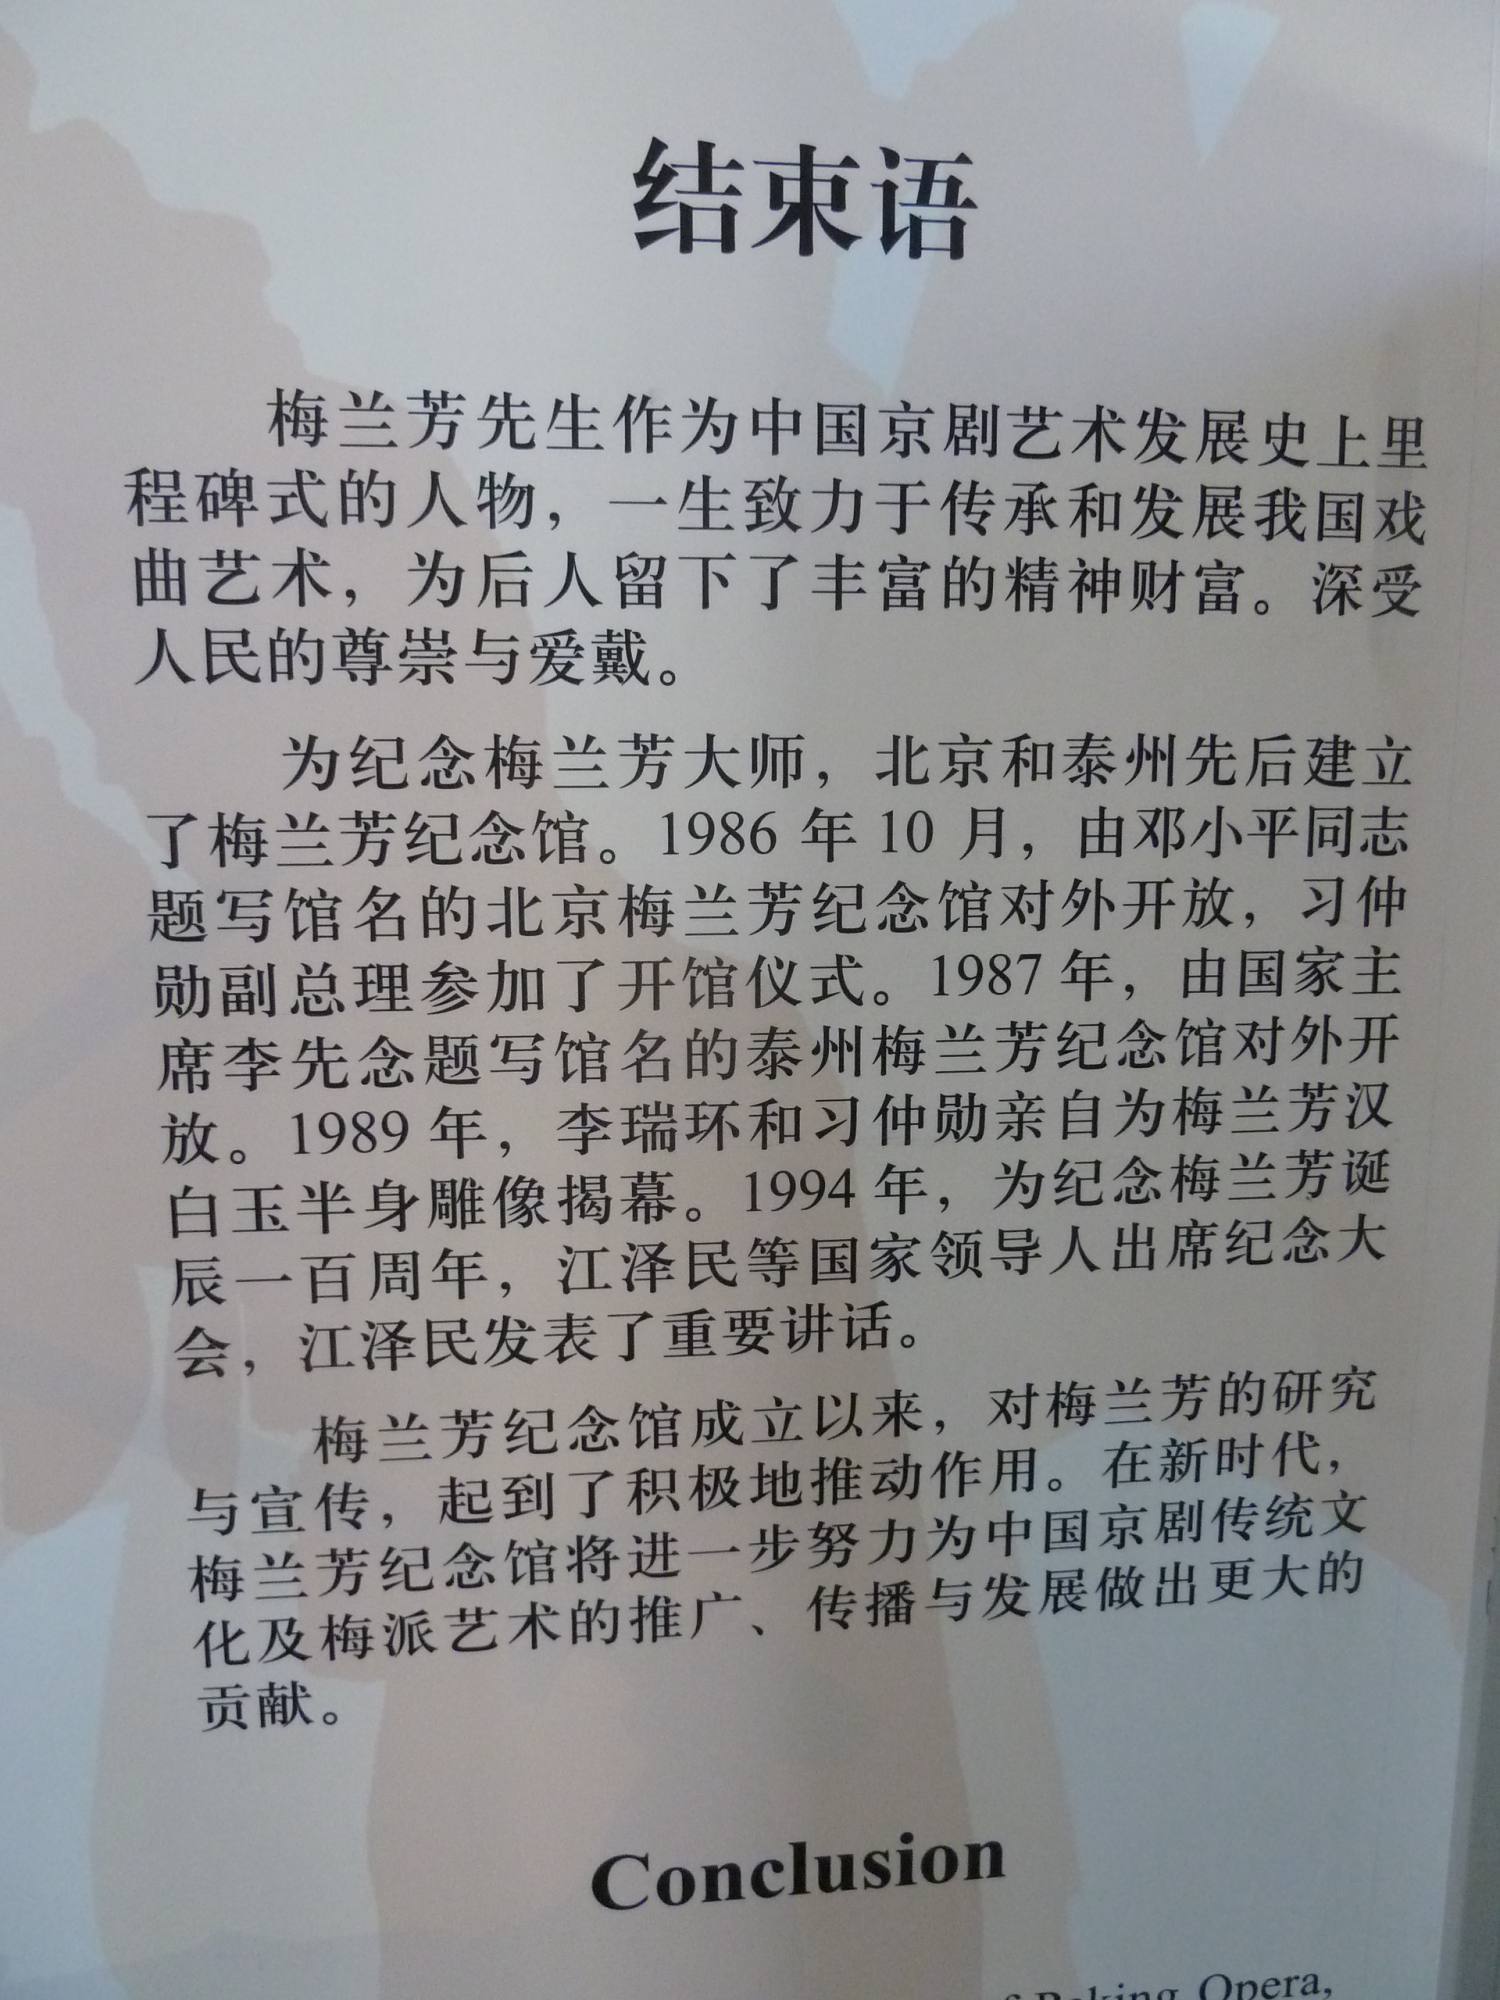 结束语
梅兰芳先生作为中国京剧艺术发展史上里
程碑式的人物，一生致力于传承和发展我国戏
曲艺术，为后人留下了丰富的精神财富。深受
人民的尊崇与爱戴。
为纪念梅兰芳大师，北京和泰州先后建立
了梅兰芳纪念馆。1986 年 10 月，由邓小平同志
题写馆名的北京梅兰芳纪念馆对外开放，习仲
勋副总理参加了开馆仪式。1987 年，由国家主
席李先念题写馆名的泰州梅兰芳纪念馆对外开
放。1989 年，李瑞环和习仲勋亲自为梅兰芳汉
白玉半身雕像揭幕。1994 年，为纪念梅兰芳诞
辰一百周年，江泽民等国家领导人出席纪念大
会，江泽民发表了重要讲话。
梅兰芳纪念馆成立以来，对梅兰芳的研究
与宣传，起到了积极地推动作用。在新时代，
梅兰芳纪念馆将进一步努力为中国京剧传统文
化及梅派艺术的推广、传播与发展做出更大的
贡献。
Conclusion
Opera,